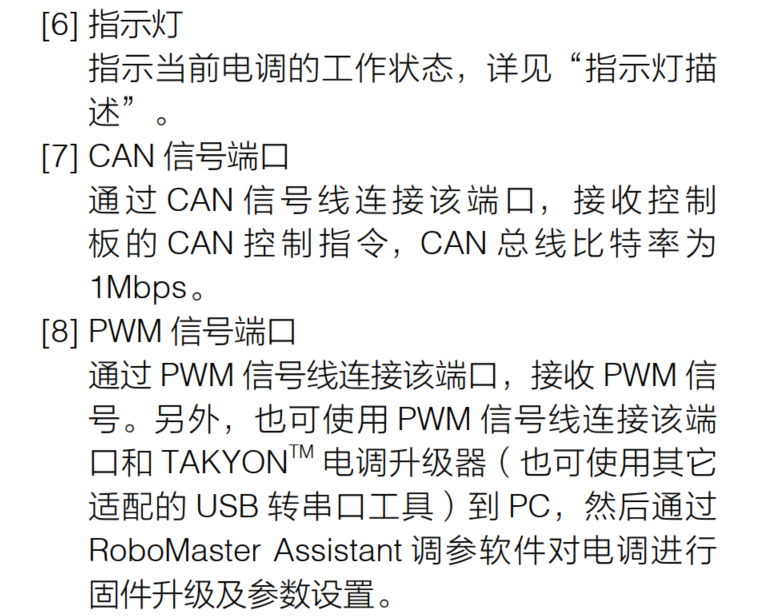 [6] 指示灯
指示当前电调的工作状态，详见“指示灯描
述”。
[7] CAN 信号端口
通过 CAN 信号线连接该端口，接收控制
板的 CAN 控制指令，CAN 总线比特率为
1Mbps。
[8] PWM 信号端口
通过 PWM 信号线连接该端口，接收 PWM 信
号。另外，也可使用 PWM 信号线连接该端
口和 TAKYON™ 电调升级器（也可使用其它
适配的 USB 转串口工具）到 PC，然后通过
RoboMaster Assistant 调参软件对电调进行
固件升级及参数设置。